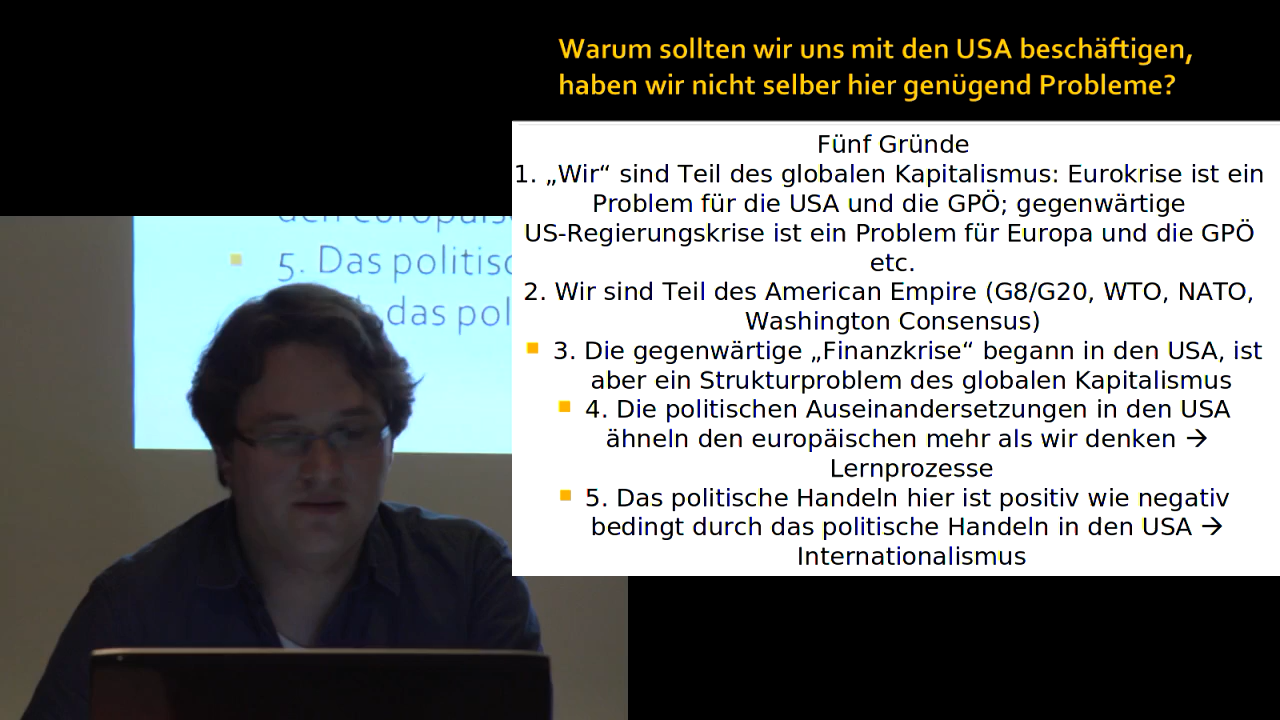 Warum sollten wir uns mit den USA beschäftigen,
haben wir nicht selber hier genügend Probleme?
Fünf Gründe
1. „Wir“ sind Teil des globalen Kapitalismus: Eurokrise ist ein
Problem für die USA und die GPÖ; gegenwärtige
US-Regierungskrise ist ein Problem für Europa und die GPÖ
etc.
2. Wir sind Teil des American Empire (G8/G20, WTO, NATO,
Washington Consensus)
3. Die gegenwärtige „Finanzkrise“ begann in den USA, ist
aber ein Strukturproblem des globalen Kapitalismus
4. Die politischen Auseinandersetzungen in den USA
ähneln den europäischen mehr als wir denken →
Lernprozesse
5. Das politische Handeln hier ist positiv wie negativ
bedingt durch das politische Handeln in den USA →
Internationalismus
5. Das politisc
das pol